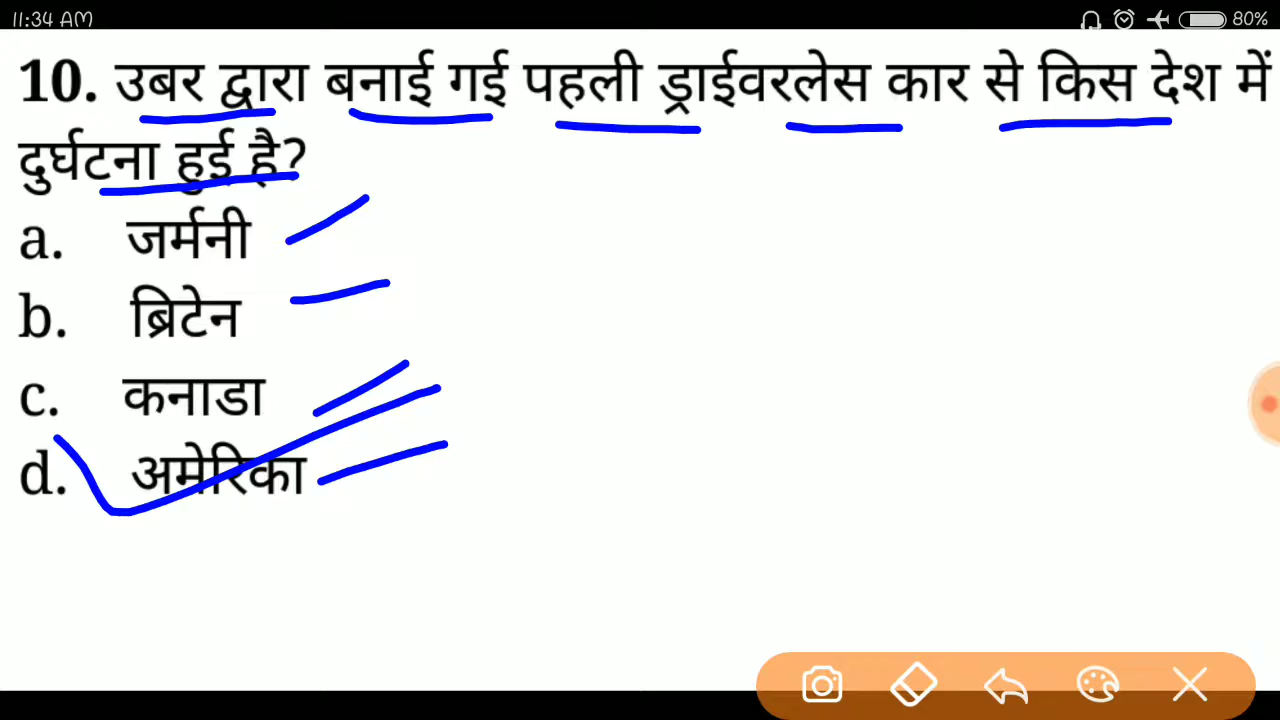 11:34 AM 80%
10. उबर द्वारा बनाई गई पहली ड्राईवरलेस कार से किस देश में
दुर्घटना हुई है?
a. जर्मनी
b. ब्रिटेन
c. कनाडा
d. अमेरिका